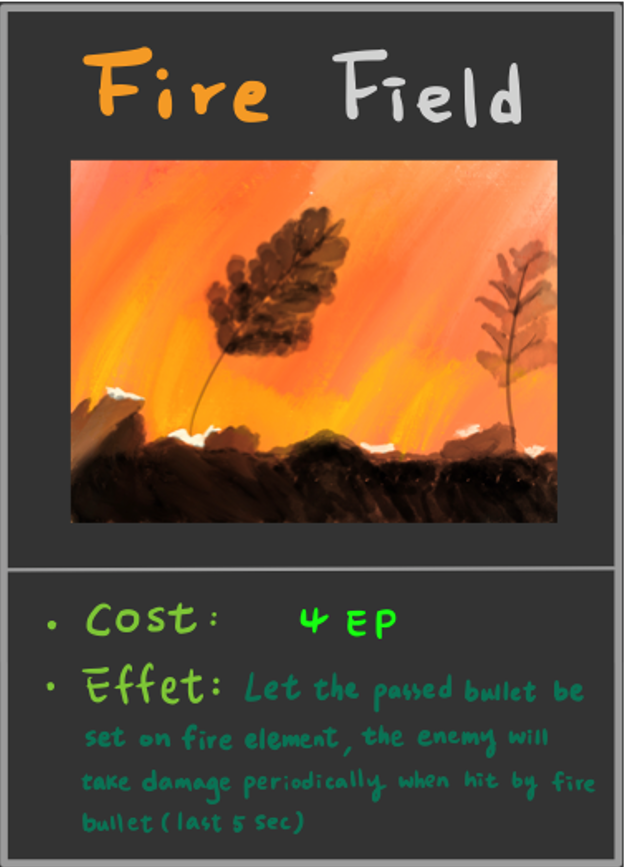 Fire Field
• Cost: 4 EP
• Effet: Let the passed bullet be
set on fire element, the enemy will
take damage periodically when hit by fire
bullet (last 5 sec)